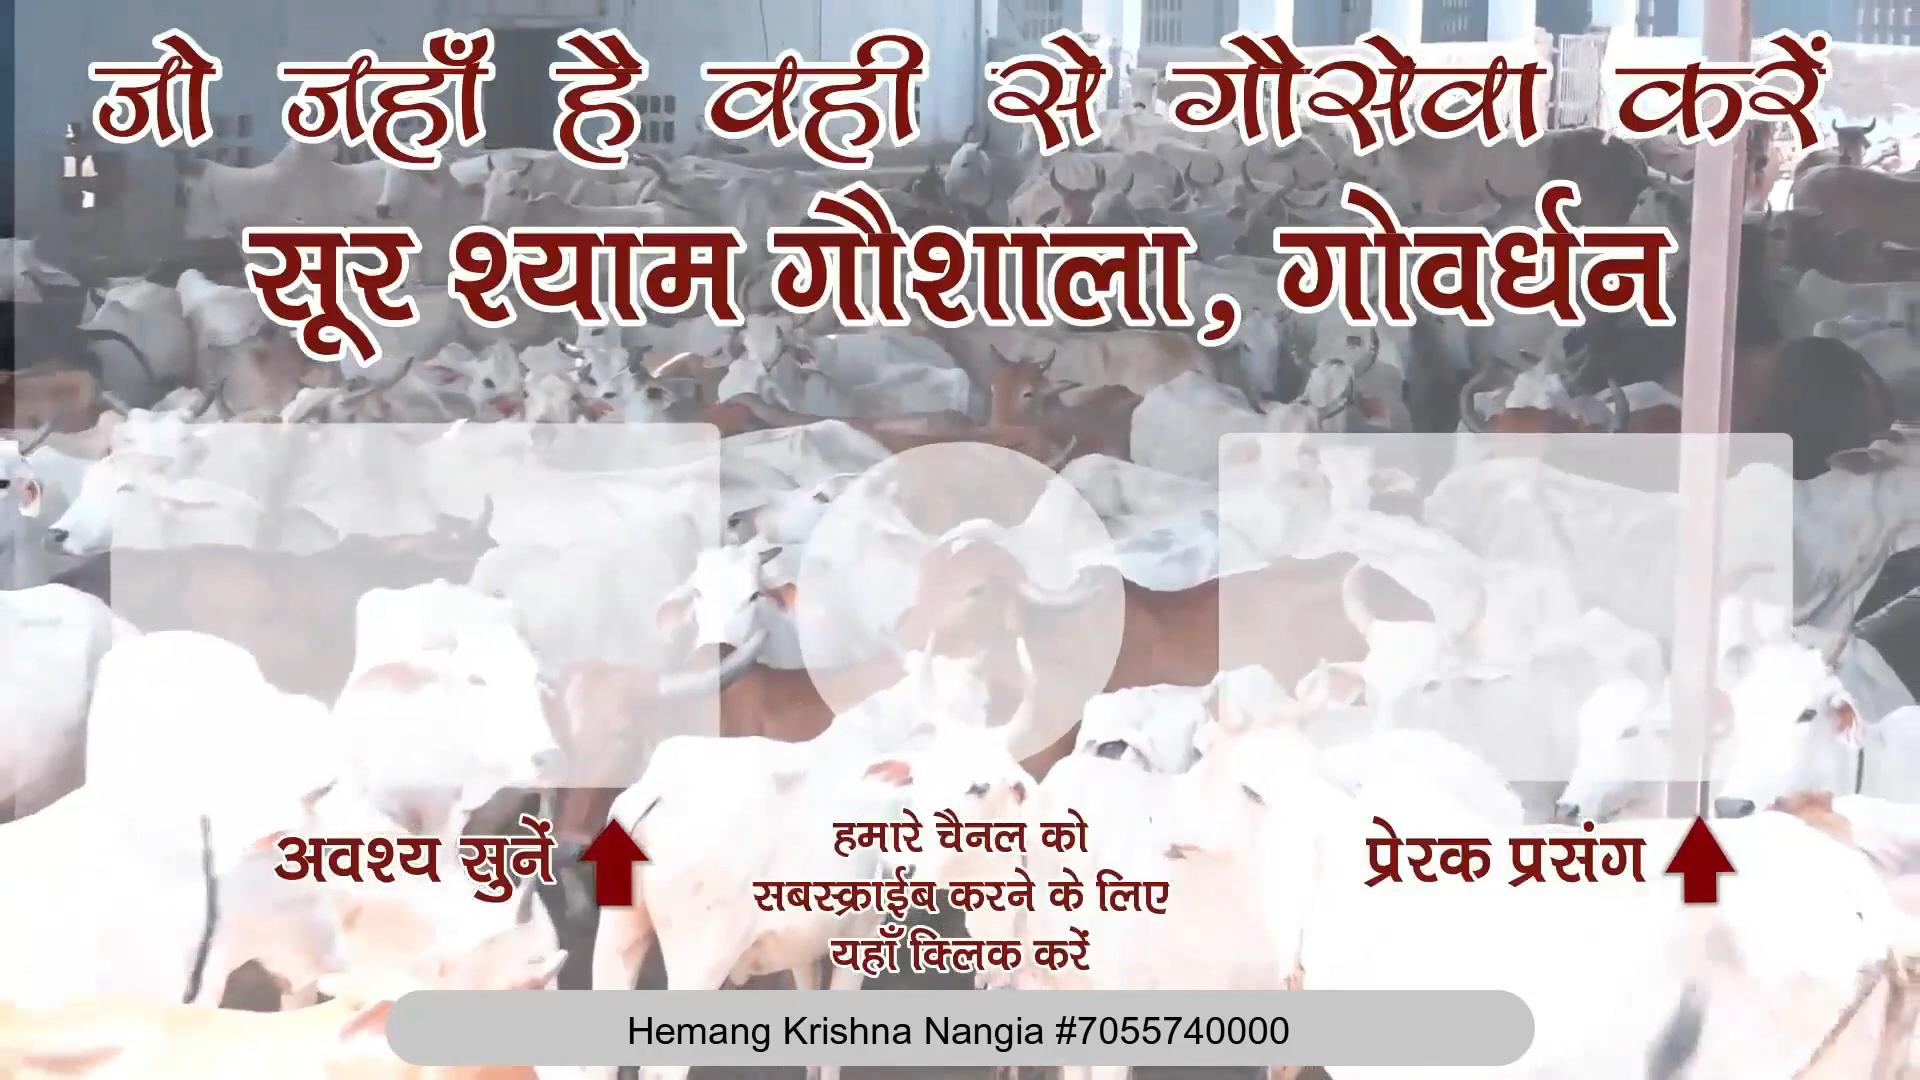 जो जहाँ है वही से गौसेवा करें
सूर श्याम गौशाला, गोवर्धन
अवश्य सुनें
हमारे चैनल को
सबस्क्राईब करने के लिए
यहाँ क्लिक करें
प्रेरक प्रसंग
Hemang Krishna Nangia #7055740000